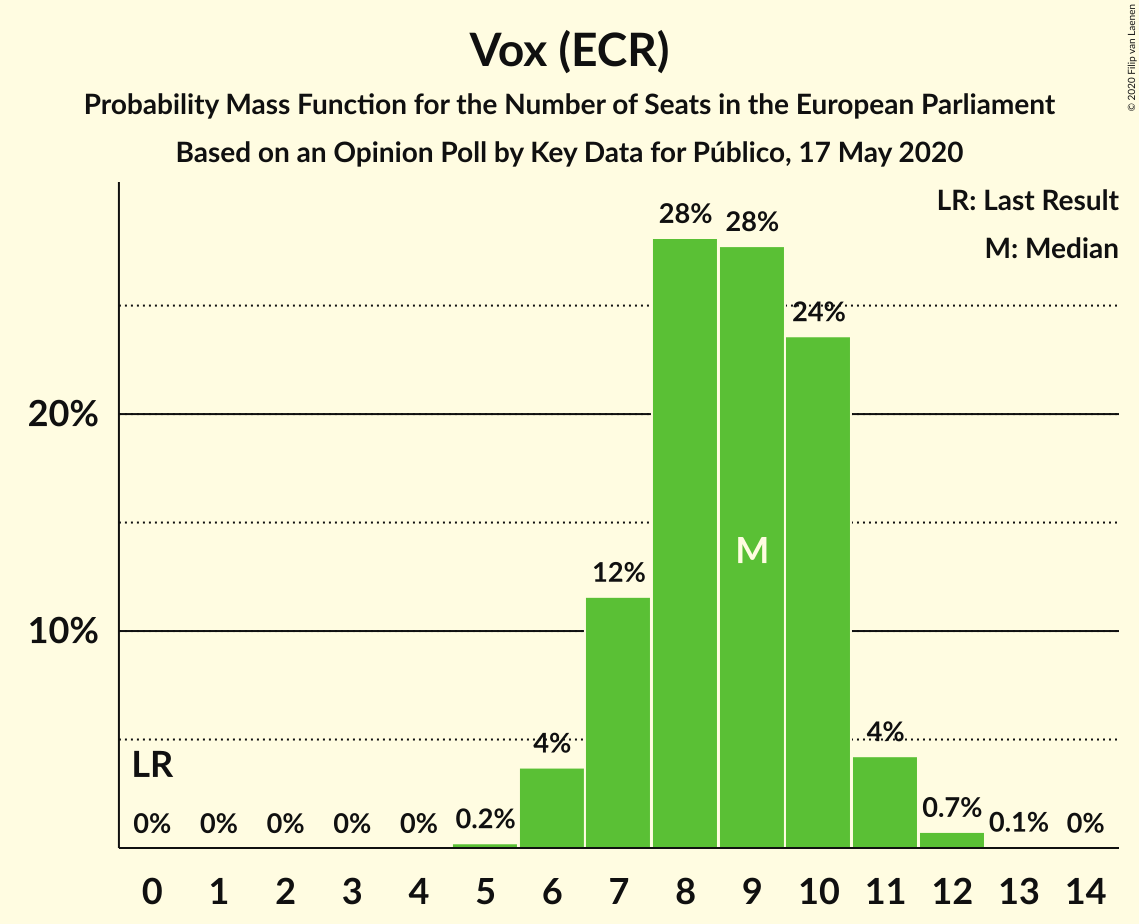 Vox (ECR)
Probability Mass Function for the Number of Seats in the European Parliament
Based on an Opinion Poll by Key Data for Público, 17 May 2020
© 2020 Filip van Laenen
LR: Last Result
M: Median
28%
28%
24%
20%
M
12%
10%
4%
4%
LR
0%
0%
0%
0%
0%
0.2%
0.7%
0.1%
0%
0 1 2 3 4 5 6 7 8 9 10 11 12 13 14